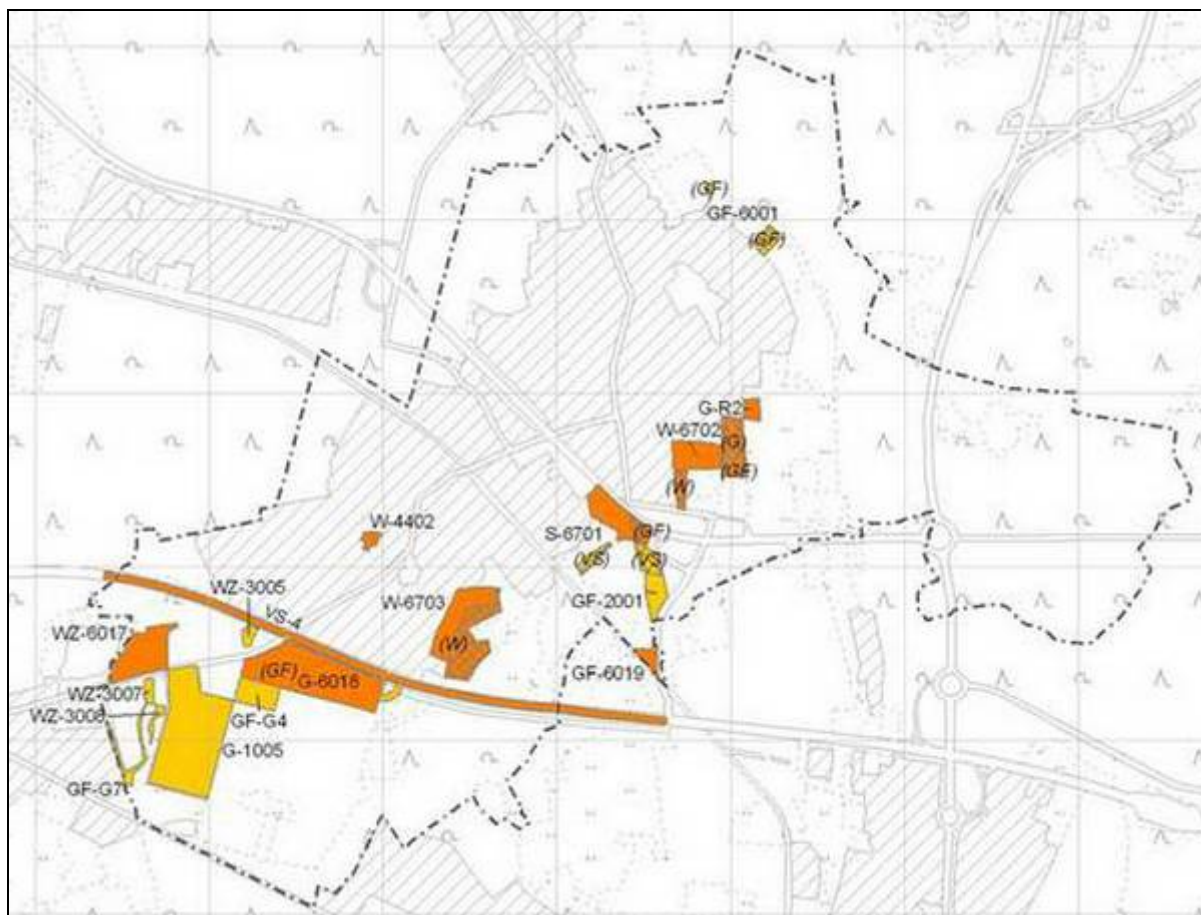 (GF)
GF-6001
(GF)
G-R2
W-6702
(G)
(GE)
(W)
W-4402
S-6701
(GF)
(VS)
(VS)
WZ-3005
VS-4
W-6703
GF-2001
WZ-6017
(W)
(GF)
G-6016
GF-6019
WZ-3007
WZ-3008
GF-G4
G-1005
GF-G7